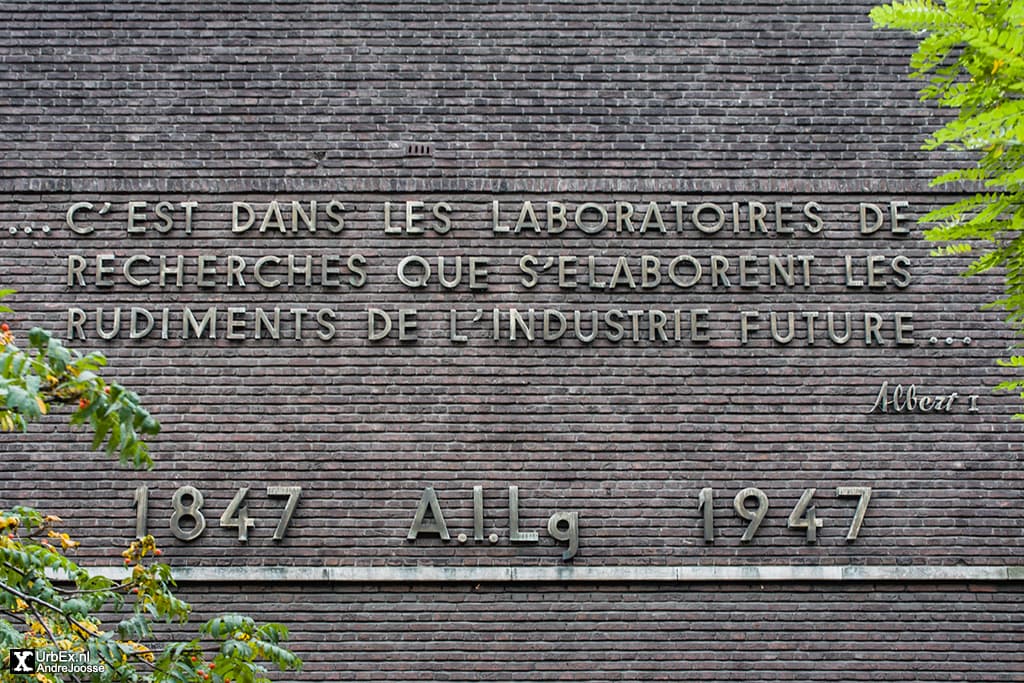 ... C'EST DANS LES LABORATOIRES DE
RECHERCHES QUE S'ELABORENT LES
RUDIMENTS DE L'INDUSTRIE FUTURE ...
Albert I
1847 A.I.Lg 1947
X UrbEx.nl
AndreJoosse